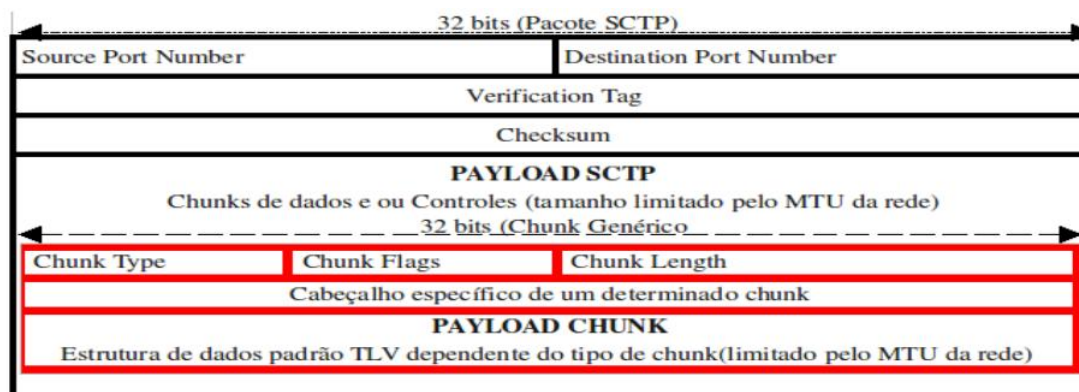 32 bits (Pacote SCTP)
Source Port Number Destination Port Number
Verification Tag
Checksum
PAYLOAD SCTP
Chunks de dados e ou Controles (tamanho limitado pelo MTU da rede)
32 bits (Chunk Genérico
Chunk Type Chunk Flags Chunk Length
Cabeçalho específico de um determinado chunk
PAYLOAD CHUNK
Estrutura de dados padrão TLV dependente do tipo de chunk(limitado pelo MTU da rede)